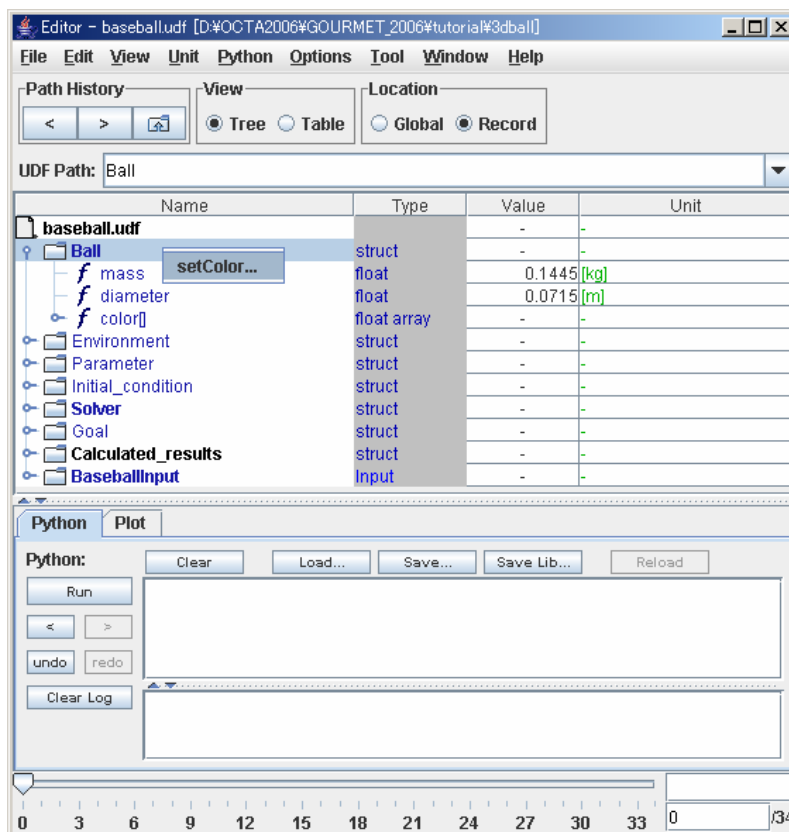 Editor - baseball.udf [D:¥OCTA2006¥GOURMET_2006¥tutorial¥3dball]
File Edit View Unit Python Options Tool Window Help
Path History View Location
< > Tree Table Global Record
UDF Path: Ball
Name Type Value Unit
baseball.udf - -
Ball struct - -
setColor...
f mass float 0.1445 [kg]
f diameter float 0.0715 [m]
f color[] float array - -
Environment struct - -
Parameter struct - -
Initial_condition struct - -
Solver struct - -
Goal struct - -
Calculated_results struct - -
BaseballInput Input - -
Python Plot
Python: Clear Load... Save... Save Lib... Reload
Run
< >
undo redo
Clear Log
0 3 6 9 12 15 18 21 24 27 30 33 0 /34